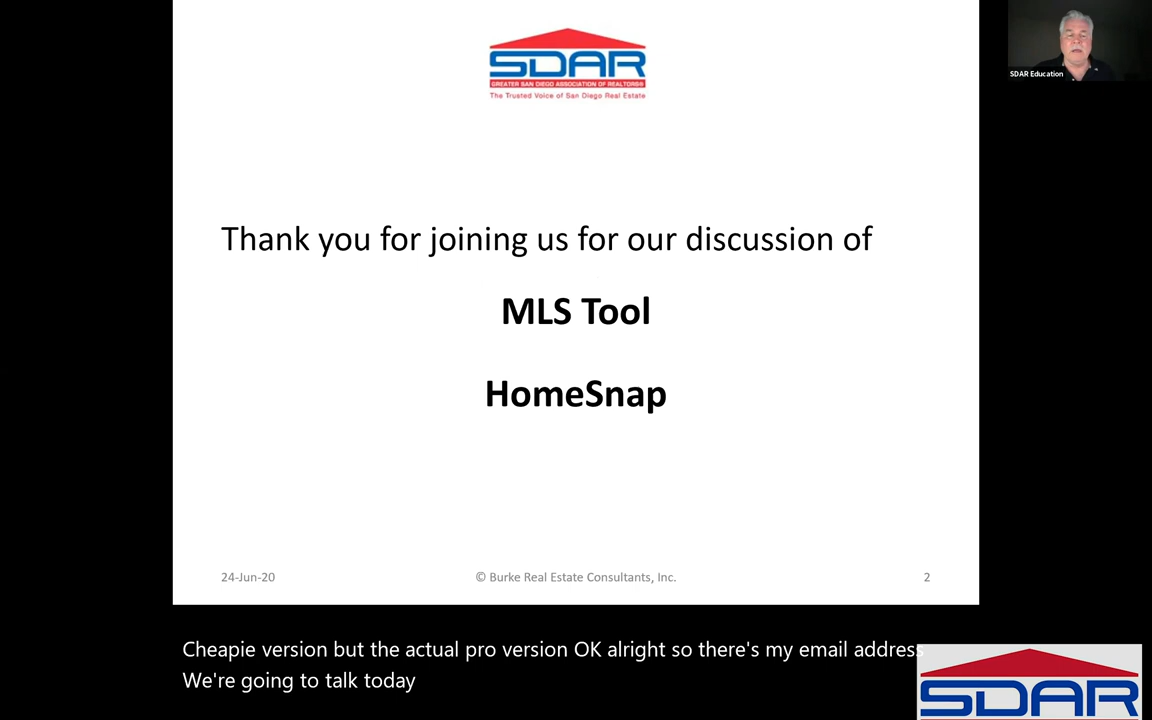 SDAR
GREATER SAN DIEGO ASSOCIATION OF REALTORS®
The Trusted Voice of San Diego Real Estate
SDAR Education
Thank you for joining us for our discussion of
MLS Tool
HomeSnap
24-Jun-20
© Burke Real Estate Consultants, Inc.
2
Cheapie version but the actual pro version OK alright so there's my email address
We're going to talk today
SDAR